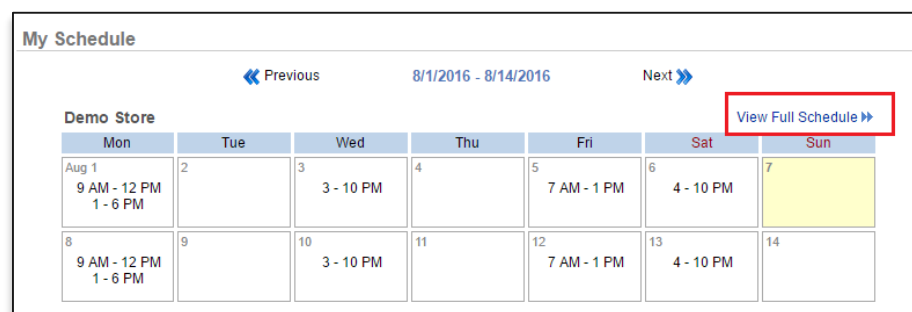 My Schedule
Previous 8/1/2016 - 8/14/2016 Next
Demo Store View Full Schedule
Mon Tue Wed Thu Fri Sat Sun
Aug 1 2 3 4 5 6 7
9 AM - 12 PM 3 - 10 PM 7 AM - 1 PM 4 - 10 PM
1 - 6 PM
8 9 10 11 12 13 14
9 AM - 12 PM 3 - 10 PM 7 AM - 1 PM 4 - 10 PM
1 - 6 PM